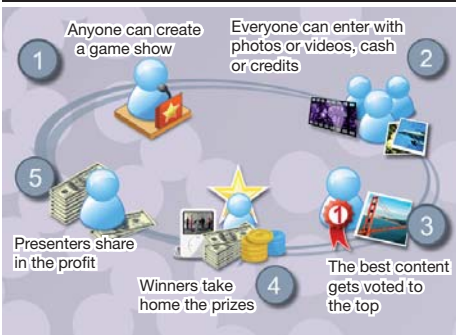 1
Anyone can create
a game show
Everyone can enter with
photos or videos, cash
or credits
2
3
The best content
gets voted to
the top
1
4
Winners take
home the prizes
5
Presenters share
in the profit